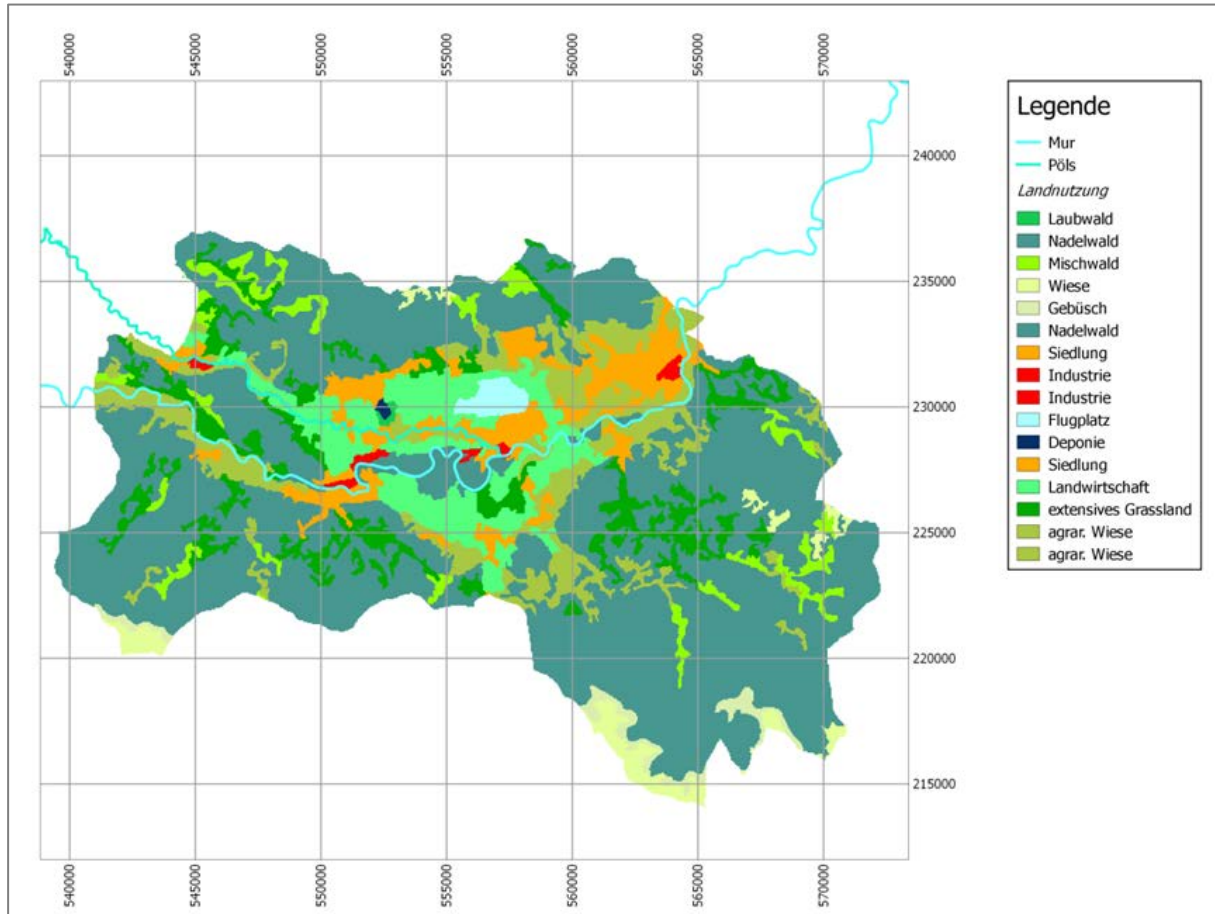 540000
545000
550000
555000
560000
565000
570000
240000
235000
230000
225000
220000
215000
540000
545000
550000
555000
560000
565000
570000
Legende
Mur
Pöls
Landnutzung
Laubwald
Nadelwald
Mischwald
Wiese
Gebüsch
Nadelwald
Siedlung
Industrie
Industrie
Flugplatz
Deponie
Siedlung
Landwirtschaft
extensives Grassland
agrar. Wiese
agrar. Wiese